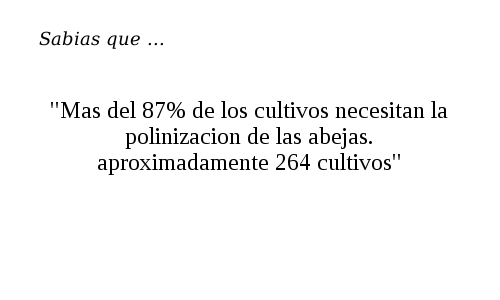 Sabias que ...
"Mas del 87% de los cultivos necesitan la
polinizacion de las abejas.
aproximadamente 264 cultivos"